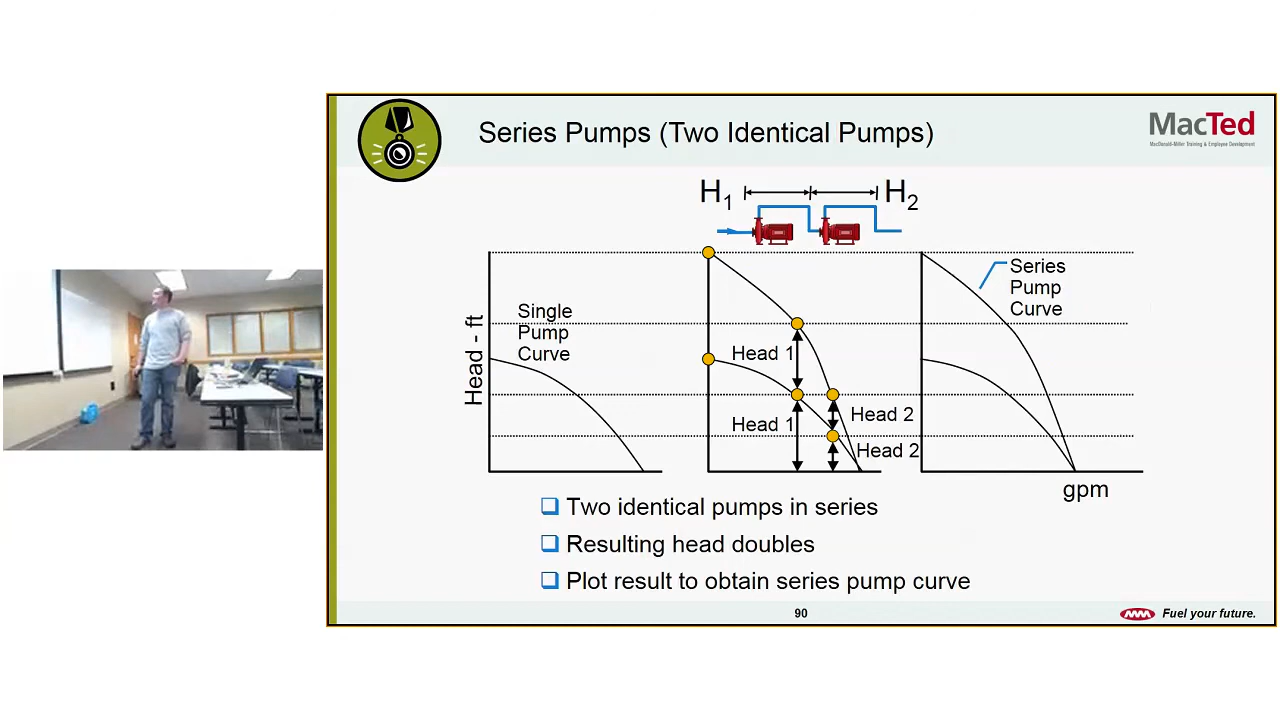 Series Pumps (Two Identical Pumps)
MacTed
MacDonald-Miller Training & Employee Development
H1
H2
Head - ft
Single
Pump
Curve
Head 1
Head 1
Head 2
Head 2
Series
Pump
Curve
gpm
Two identical pumps in series
Resulting head doubles
Plot result to obtain series pump curve
90
Fuel your future.